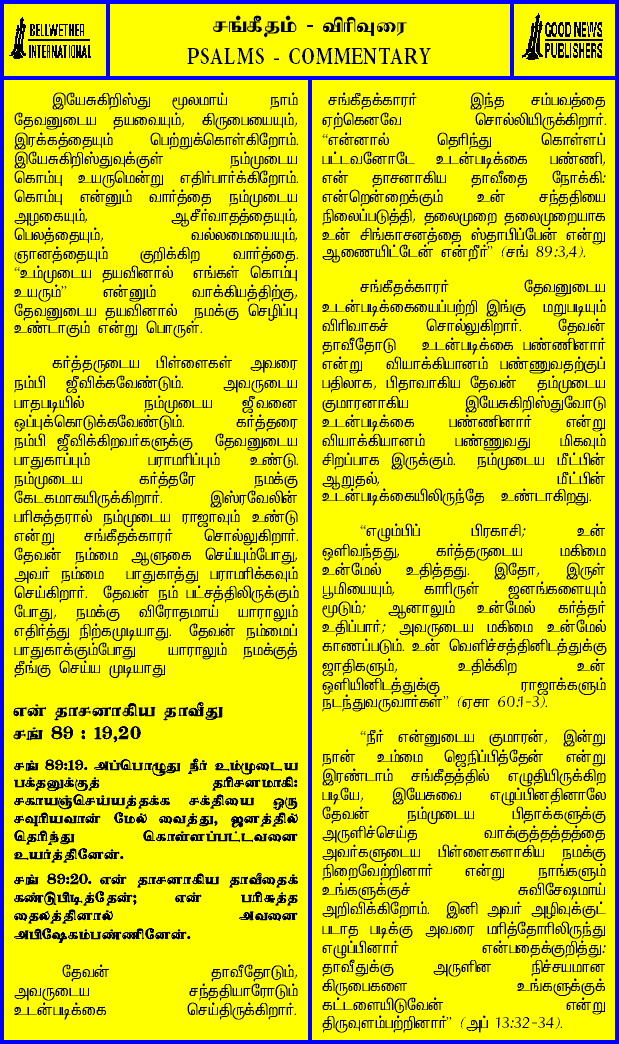 BELLWETHER
INTERNATIONAL
சங்கீதம் - விரிவுரை
PSALMS - COMMENTARY
GOOD NEWS
PUBLISHERS
இயேசுகிறிஸ்து மூலமாய் நாம்
தேவனுடைய தயவையும், கிருபையையும்,
இரக்கத்தையும் பெற்றுக்கொள்கிறோம்.
இயேசுகிறிஸ்துவுக்குள் நம்முடைய
கொம்பு உயருமென்று எதிர்பார்க்கிறோம்.
கொம்பு என்னும் வார்த்தை நம்முடைய
அழகையும், ஆசீர்வாதத்தையும்,
பெலத்தையும், வல்லமையையும்,
ஞானத்தையும் குறிக்கிற வார்த்தை.
“உம்முடைய தயவினால் எங்கள் கொம்பு
உயரும்” என்னும் வாக்கியத்திற்கு,
தேவனுடைய தயவினால் நமக்கு செழிப்பு
உண்டாகும் என்று பொருள்.
கர்த்தருடைய பிள்ளைகள் அவரை
நம்பி ஜீவிக்கவேண்டும். அவருடைய
பாதபடியில் நம்முடைய ஜீவனை
ஒப்புக்கொடுக்கவேண்டும். கர்த்தரை
நம்பி ஜீவிக்கிறவர்களுக்கு தேவனுடைய
பாதுகாப்பும் பராமரிப்பும் உண்டு.
நம்முடைய கர்த்தரே நமக்கு
கேடகமாகயிருக்கிறார். இஸ்ரவேலின்
பரிசுத்தரால் நம்முடைய ராஜாவும் உண்டு
என்று சங்கீதக்காரர் சொல்லுகிறார்.
தேவன் நம்மை ஆளுகை செய்யும்போது,
அவர் நம்மை பாதுகாத்து பராமரிக்கவும்
செய்கிறார். தேவன் நம் பட்சத்திலிருக்கும்
போது, நமக்கு விரோதமாய் யாராலும்
எதிர்த்து நிற்கமுடியாது. தேவன் நம்மைப்
பாதுகாக்கும்போது யாராலும் நமக்குத்
தீங்கு செய்ய முடியாது
என் தாசனாகிய தாவீது
சங் 89 : 19,20
சங் 89:19. அப்பொழுது நீர் உம்முடைய
பக்தனுக்குத் தரிசனமாகி:
சகாயஞ்செய்யத்தக்க சக்தியை ஒரு
சவுரியவான் மேல் வைத்து, ஜனத்தில்
தெரிந்து கொள்ளப்பட்டவனை
உயர்த்தினேன்.
சங் 89:20. என் தாசனாகிய தாவீதைக்
கண்டுபிடித்தேன்; என் பரிசுத்த
தைலத்தினால் அவனை
அபிஷேகம்பண்ணினேன்.
தேவன் தாவீதோடும்,
அவருடைய சந்ததியாரோடும்
உடன்படிக்கை செய்திருக்கிறார்.
சங்கீதக்காரர் இந்த சம்பவத்தை
ஏற்கெனவே சொல்லியிருக்கிறார்.
“என்னால் தெரிந்து கொள்ளப்
பட்டவனோடே உடன்படிக்கை பண்ணி,
என் தாசனாகிய தாவீதை நோக்கி:
என்றென்றைக்கும் உன் சந்ததியை
நிலைப்படுத்தி, தலைமுறை தலைமுறையாக
உன் சிங்காசனத்தை ஸ்தாபிப்பேன் என்று
ஆணையிட்டேன் என்றீர்” (சங் 89:3,4).
சங்கீதக்காரர் தேவனுடைய
உடன்படிக்கையைப்பற்றி இங்கு மறுபடியும்
விரிவாகச் சொல்லுகிறார். தேவன்
தாவீதோடு உடன்படிக்கை பண்ணினார்
என்று வியாக்கியானம் பண்ணுவதற்குப்
பதிலாக, பிதாவாகிய தேவன் தம்முடைய
குமாரனாகிய இயேசுகிறிஸ்துவோடு
உடன்படிக்கை பண்ணினார் என்று
வியாக்கியானம் பண்ணுவது மிகவும்
சிறப்பாக இருக்கும். நம்முடைய மீட்பின்
ஆறுதல், மீட்பின்
உடன்படிக்கையிலிருந்தே உண்டாகிறது.
“எழும்பிப் பிரகாசி; உன்
ஒளிவந்தது, கர்த்தருடைய மகிமை
உன்மேல் உதித்தது. இதோ, இருள்
பூமியையும், காரிருள் ஜனங்களையும்
மூடும்; ஆனாலும் உன்மேல் கர்த்தர்
உதிப்பார்; அவருடைய மகிமை உன்மேல்
காணப்படும். உன் வெளிச்சத்தினிடத்துக்கு
ஜாதிகளும், உதிக்கிற உன்
ஒளியினிடத்துக்கு ராஜாக்களும்
நடந்துவருவார்கள்” (ஏசா 60:1-3).
“நீர் என்னுடைய குமாரன், இன்று
நான் உம்மை ஜெநிப்பித்தேன் என்று
இரண்டாம் சங்கீதத்தில் எழுதியிருக்கிற
படியே, இயேசுவை எழுப்பினதினாலே
தேவன் நம்முடைய பிதாக்களுக்கு
அருளிச்செய்த வாக்குத்தத்தத்தை
அவர்களுடைய பிள்ளைகளாகிய நமக்கு
நிறைவேற்றினார் என்று நாங்களும்
உங்களுக்குச் சுவிசேஷமாய்
அறிவிக்கிறோம். இனி அவர் அழிவுக்குட்
படாத படிக்கு அவரை மரித்தோரிலிருந்து
எழுப்பினார் என்பதைக்குறித்து:
தாவீதுக்கு அருளின நிச்சயமான
கிருபைகளை உங்களுக்குக்
கட்டளையிடுவேன் என்று
திருவுளம்பற்றினார்” (அப் 13:32-34).